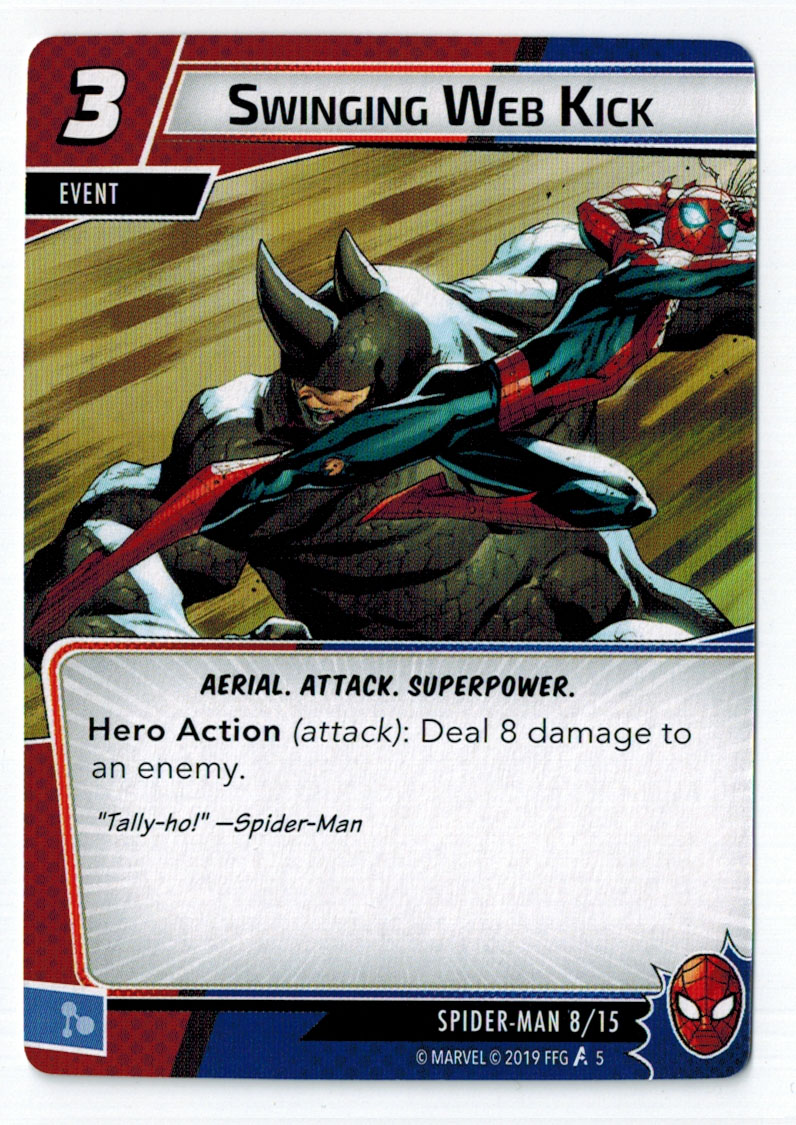 3
SWINGING WEB KICK
EVENT
AERIAL. ATTACK. SUPERPOWER.
Hero Action (attack): Deal 8 damage to
an enemy.
"Tally-ho!" —Spider-Man
SPIDER-MAN 8/15
© MARVEL © 2019 FFG 5